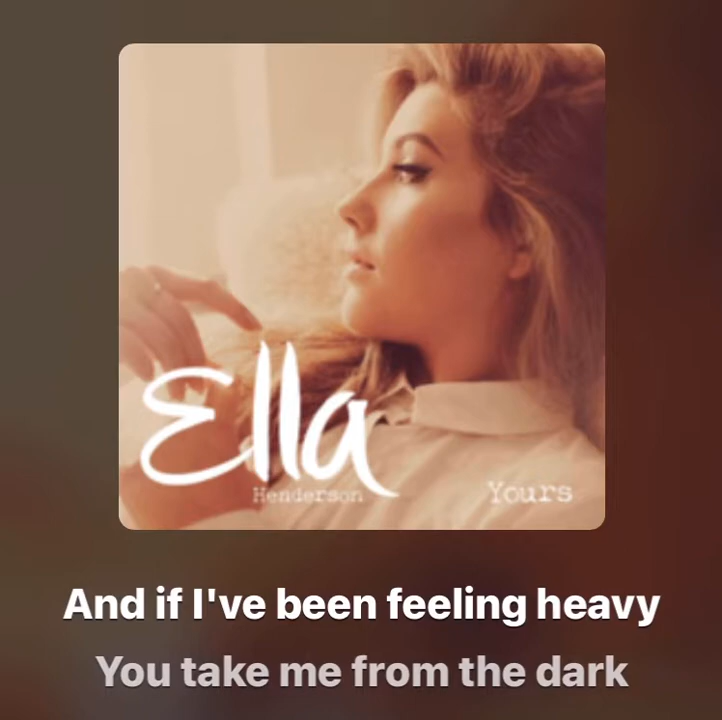 Ella
Henderson
Yours
And if I've been feeling heavy
You take me from the dark